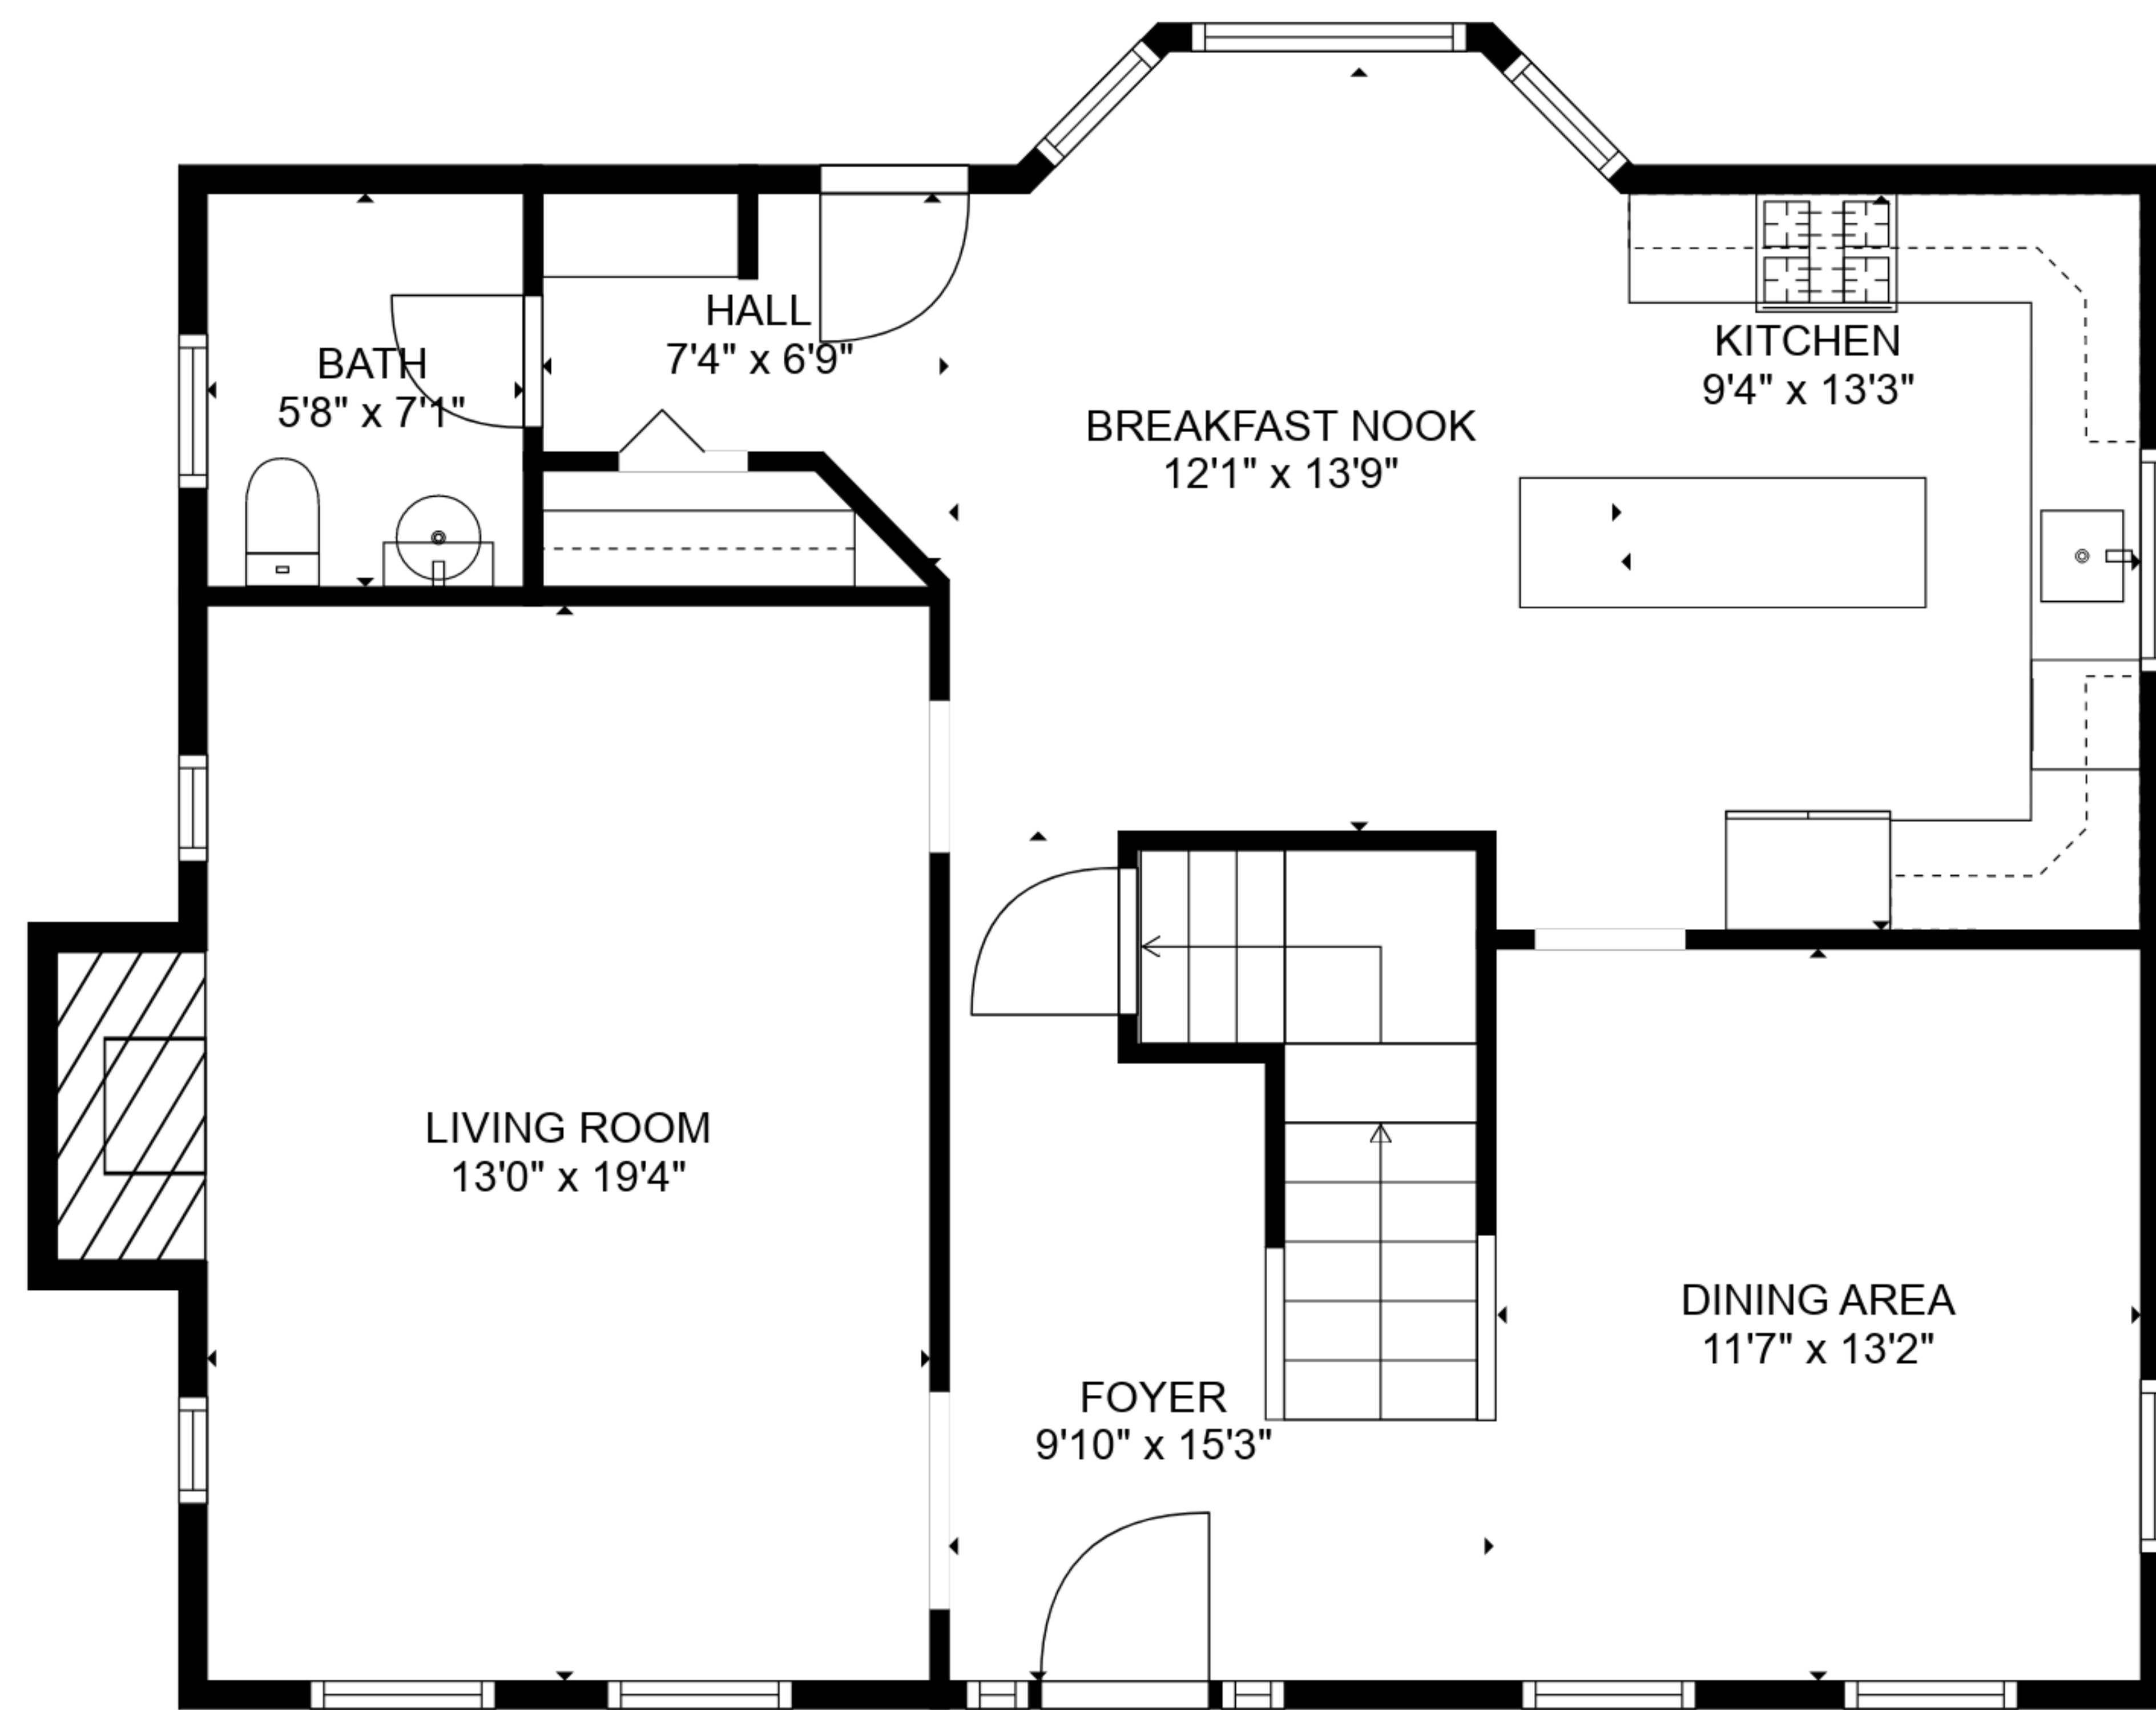 HALL
7'4" x 6'9"
KITCHEN
9'4" x 13'3"
BATH
5'8" x 7'1"
BREAKFAST NOOK
12'1" x 13'9"
LIVING ROOM
13'0" x 19'4"
DINING AREA
11'7" x 13'2"
FOYER
9'10" x 15'3"